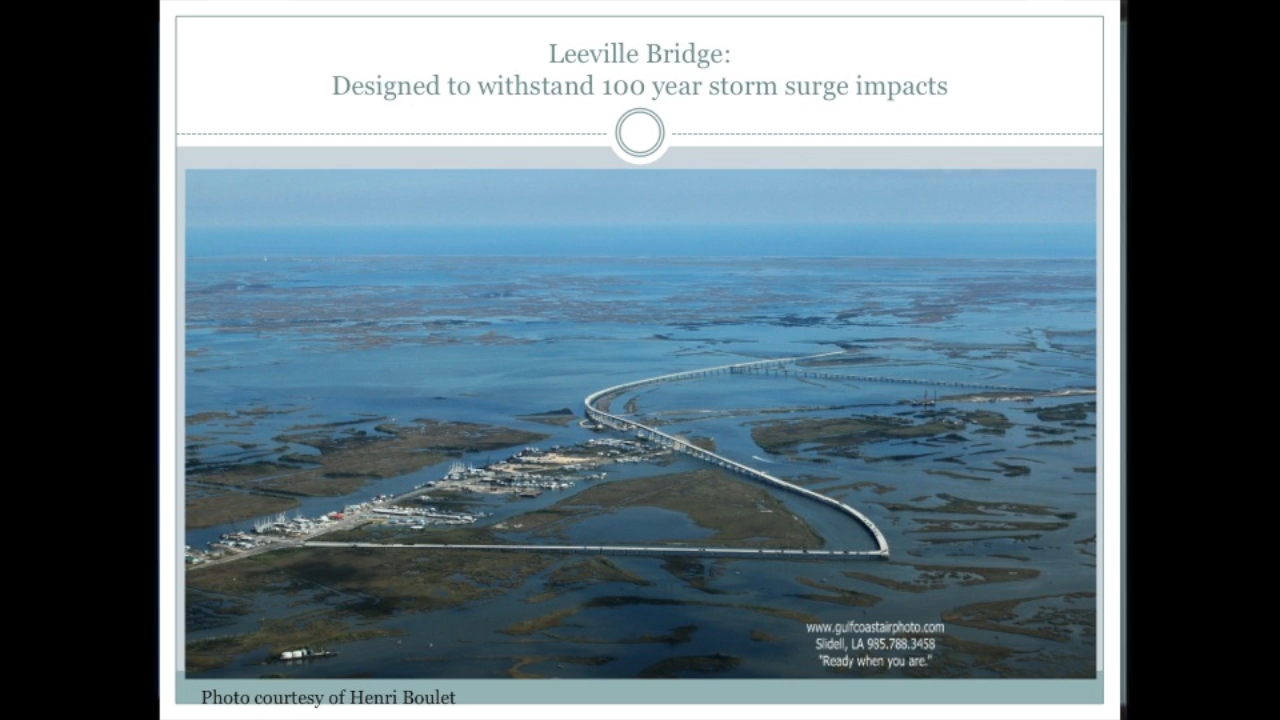 Leeville Bridge:
Designed to withstand 100 year storm surge impacts
www.gulfcoastairphoto.com
Slidell, LA 985.788.3458
"Ready when you are."
Photo courtesy of Henri Boulet